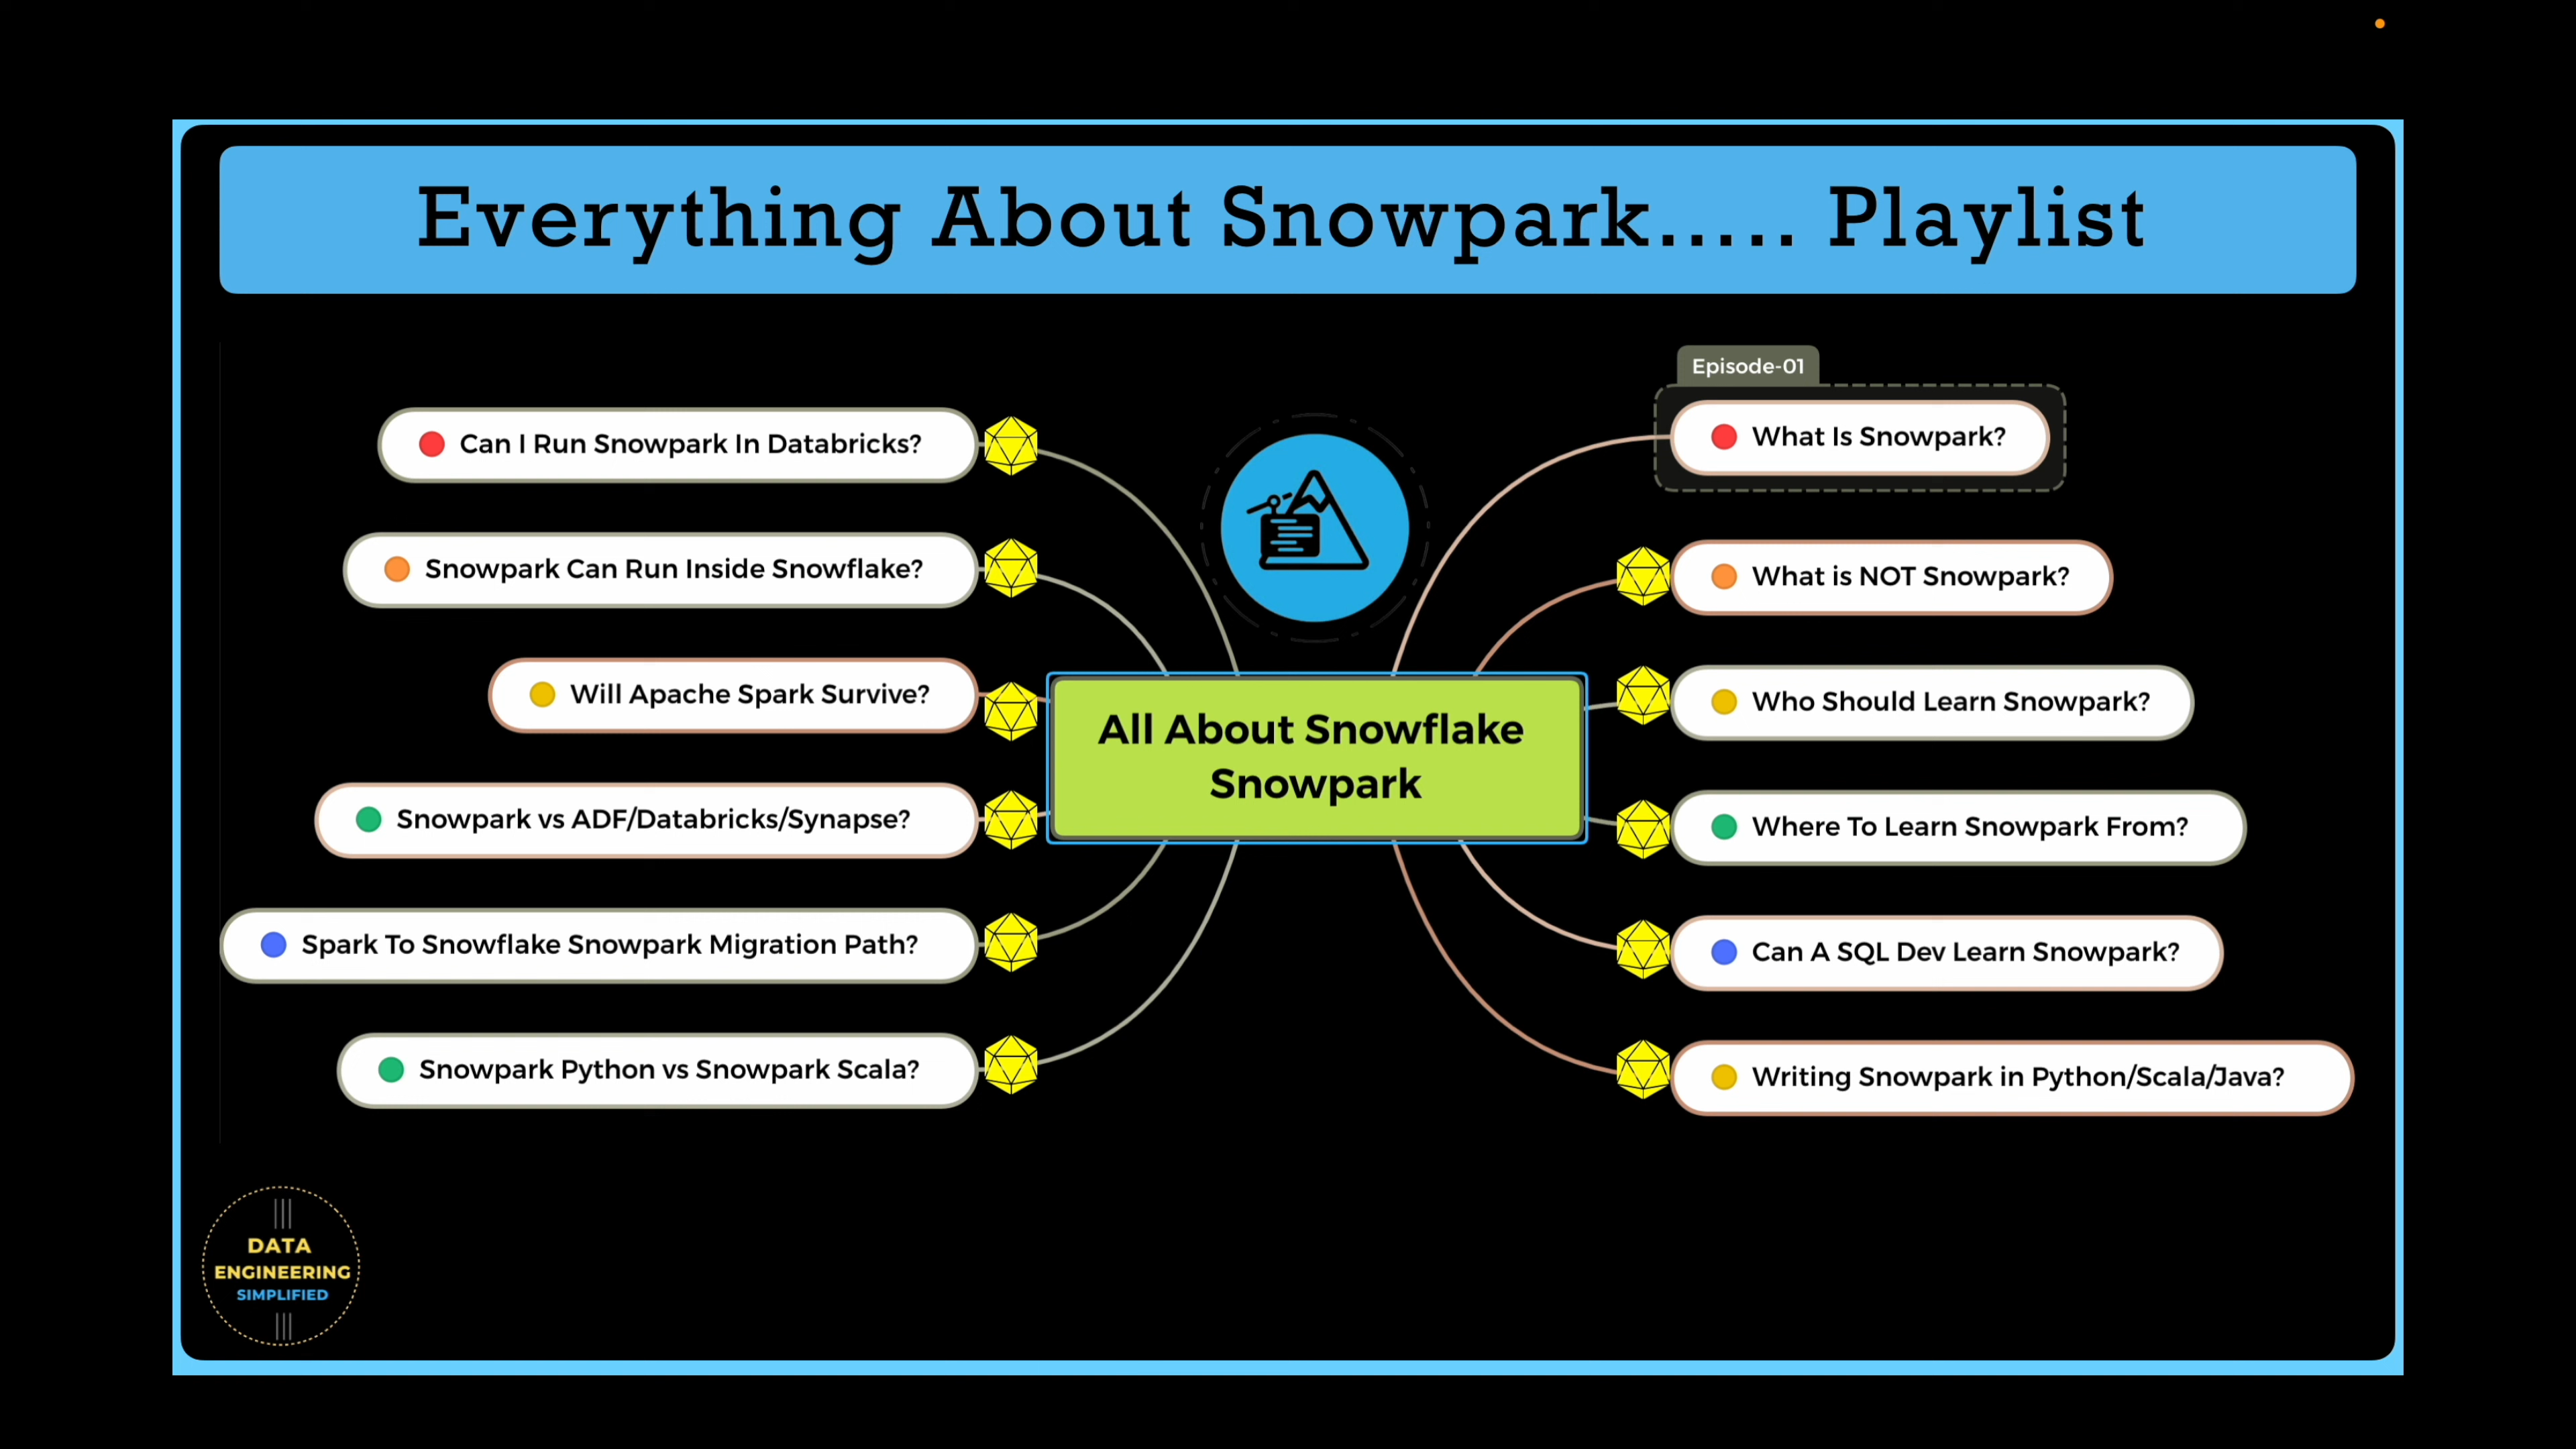 Everything About Snowpark..... Playlist
Episode-01
Can I Run Snowpark In Databricks?
Snowpark Can Run Inside Snowflake?
Will Apache Spark Survive?
Snowpark vs ADF/Databricks/Synapse?
Spark To Snowflake Snowpark Migration Path?
Snowpark Python vs Snowpark Scala?
All About Snowflake
Snowpark
What Is Snowpark?
What is NOT Snowpark?
Who Should Learn Snowpark?
Where To Learn Snowpark From?
Can A SQL Dev Learn Snowpark?
Writing Snowpark in Python/Scala/Java?
DATA
ENGINEERING
SIMPLIFIED